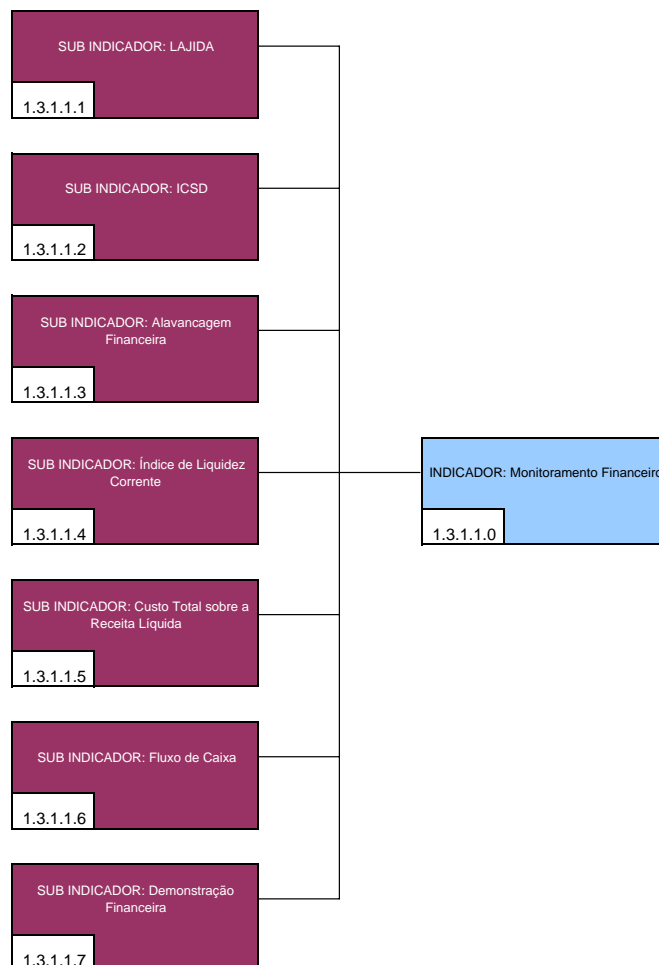 SUB INDICADOR: LAJIDA
1.3.1.1.1
SUB INDICADOR: ICSD
1.3.1.1.2
SUB INDICADOR: Alavancagem
Financeira
1.3.1.1.3
SUB INDICADOR: Índice de Liquidez
Corrente
1.3.1.1.4
INDICADOR: Monitoramento Financeiro
1.3.1.1.0
SUB INDICADOR: Custo Total sobre a
Receita Líquida
1.3.1.1.5
SUB INDICADOR: Fluxo de Caixa
1.3.1.1.6
SUB INDICADOR: Demonstração
Financeira
1.3.1.1.7